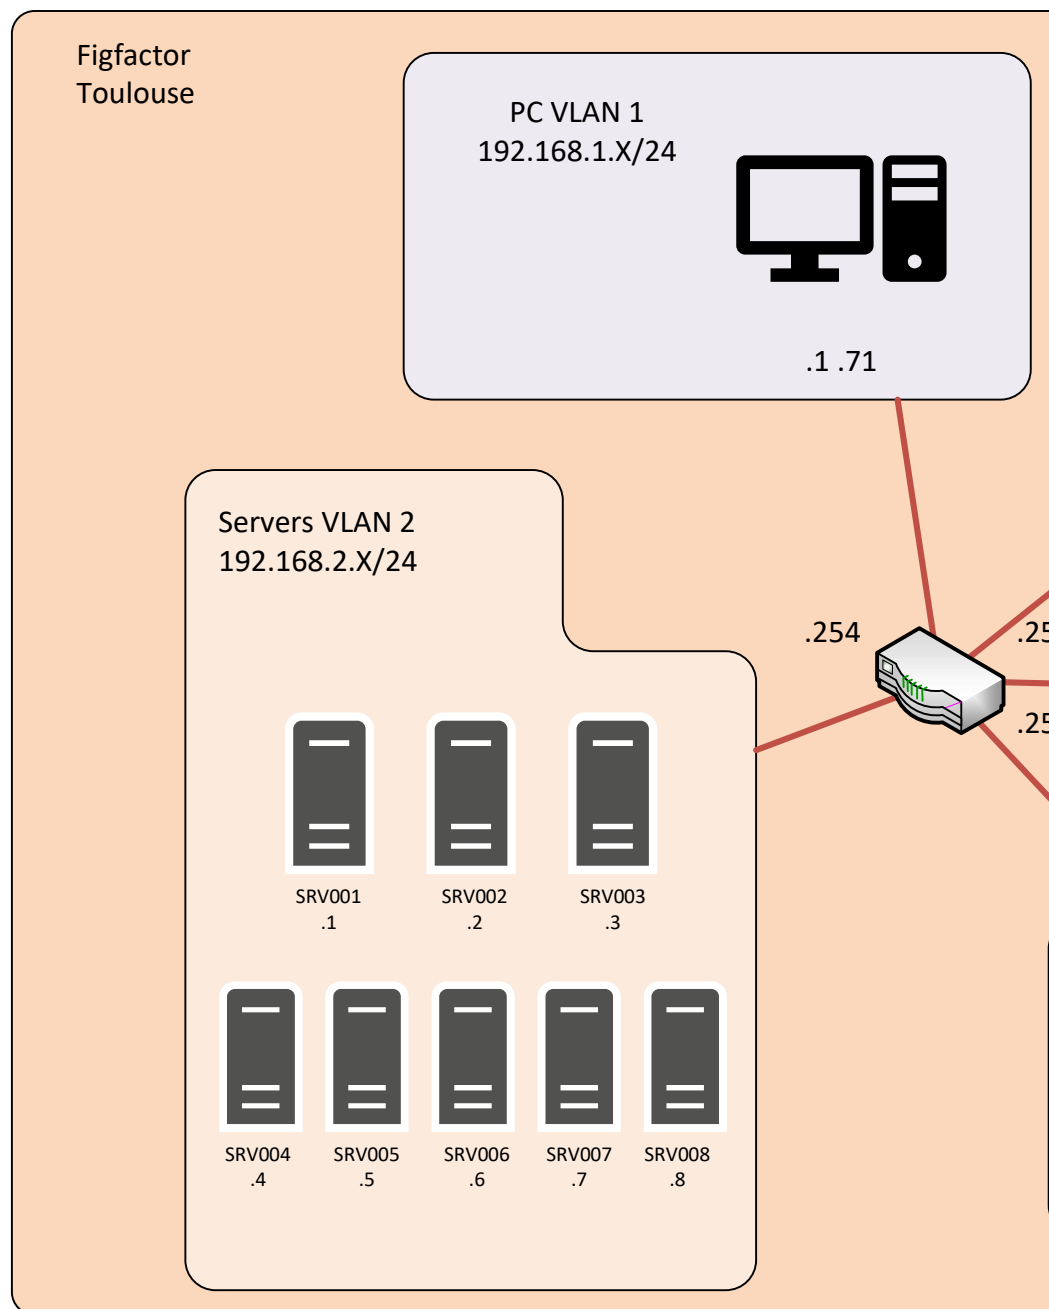 Figfactor
Toulouse
PC VLAN 1
192.168.1.X/24
.1 .71
Servers VLAN 2
192.168.2.X/24
.254
SRV001
.1
SRV002
.2
SRV003
.3
SRV004
.4
SRV005
.5
SRV006
.6
SRV007
.7
SRV008
.8